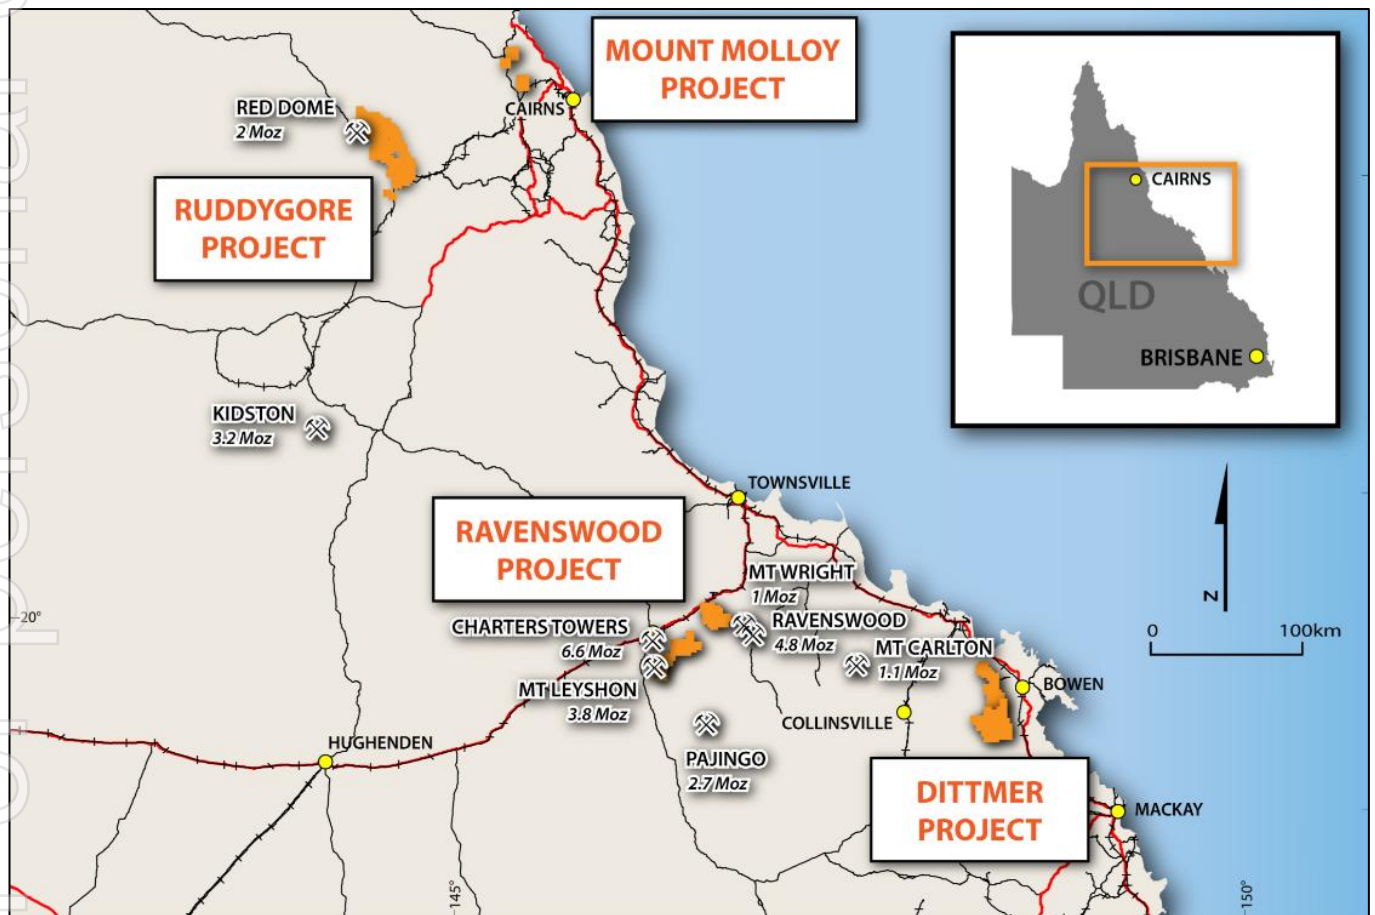 MOUNT MOLLOY
PROJECT
RED DOME
2 Moz
CAIRNS
RUDDYGORE
PROJECT
CAIRNS
QLD
BRISBANE
KIDSTON
3.2 Moz
TOWNSVILLE
RAVENSWOOD
PROJECT
MT WRIGHT
1 Moz
N
20°
CHARTERS TOWERS
6.6 Moz
RAVENSWOOD
4.8 Moz
MT CARLTON
1.1 Moz
0
100km
MT LEYSHON
3.8 Moz
BOWEN
COLLINSVILLE
HUGHENDEN
PAJINGO
2.7 Moz
DITTMER
PROJECT
MACKAY
145°
150°